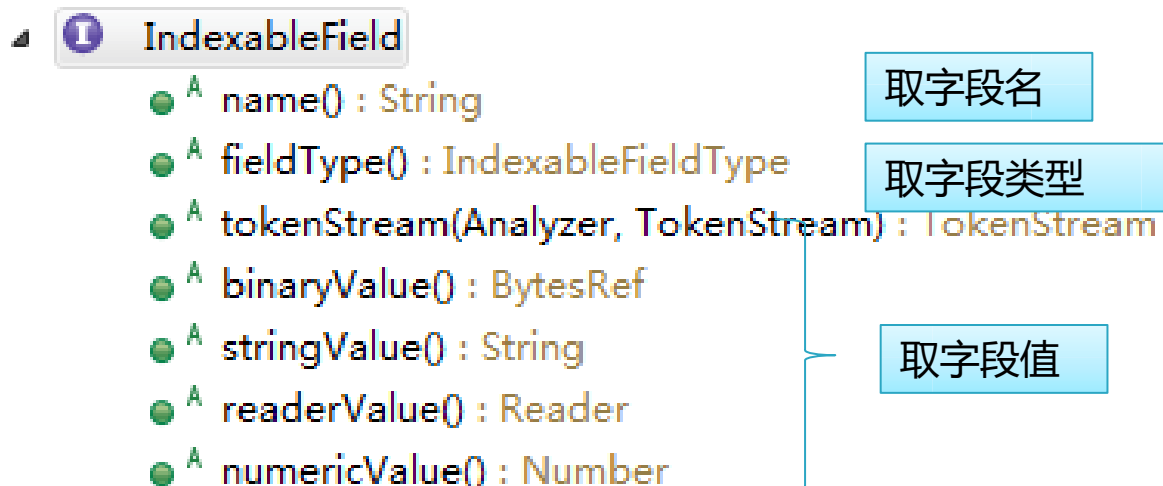 IndexableField
A name() : String
取字段名
A fieldType() : IndexableFieldType
取字段类型
A tokenStream(Analyzer, TokenStream) : TokenStream
A binaryValue() : BytesRef
A stringValue() : String
取字段值
A readerValue() : Reader
A numericValue() : Number